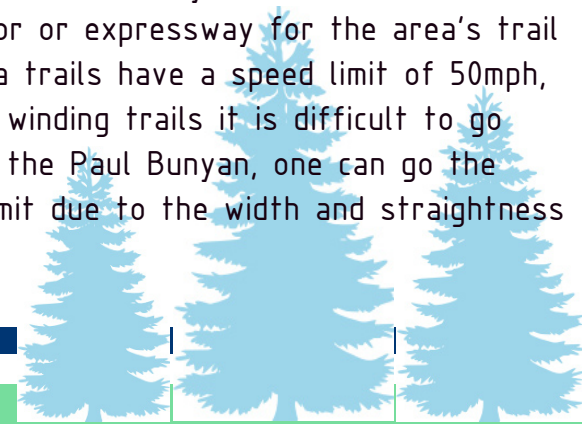 or or expressway for the area's trail
a trails have a speed limit of 50mph,
winding trails it is difficult to go
the Paul Bunyan, one can go the
mit due to the width and straightness